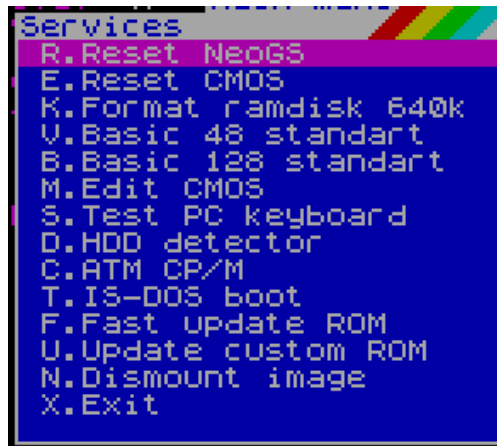 Services
R.Reset NeoGS
E.Reset CMOS
K.Format ramdisk 640k
V.Basic 48 standart
B.Basic 128 standart
M.Edit CMOS
S.Test PC keyboard
D.HDD detector
C.ATM CP/M
T.IS-DOS boot
F.Fast update ROM
U.Update custom ROM
N.Dismount image
X.Exit